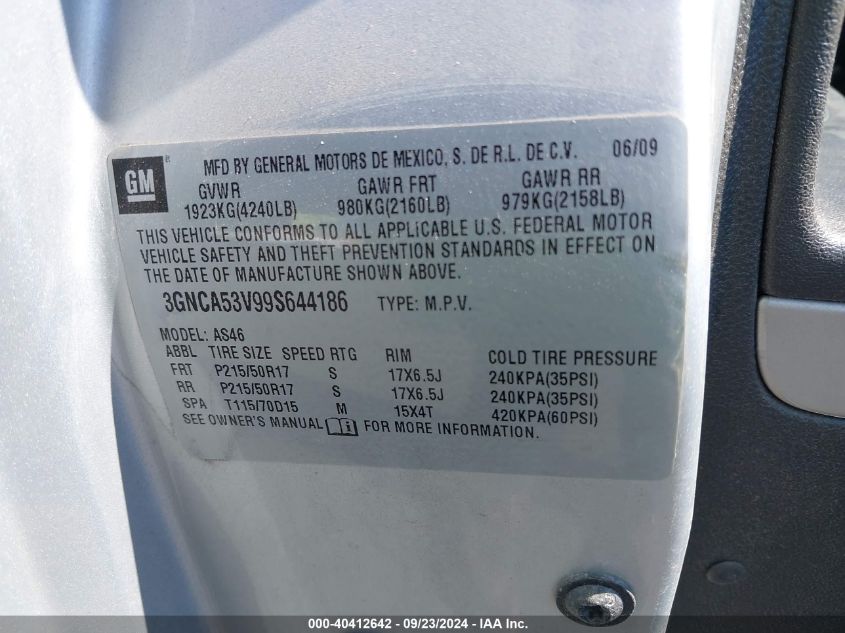 GM ® MFD BY GENERAL MOTORS DE MEXICO, S. DE R.L. DE C.V. 06/09
GVWR GAWR FRT GAWR RR
1923KG(4240LB) 980KG(2160LB) 979KG(2158LB)
THIS VEHICLE CONFORMS TO ALL APPLICABLE U.S. FEDERAL MOTOR
VEHICLE SAFETY AND THEFT PREVENTION STANDARDS IN EFFECT ON
THE DATE OF MANUFACTURE SHOWN ABOVE.
3GNCA53V99S644186 TYPE: M.P.V.
MODEL: AS46
ABBL TIRE SIZE SPEED RTG RIM COLD TIRE PRESSURE
FRT P215/50R17 S 17X6.5J 240KPA(35PSI)
RR P215/50R17 S 17X6.5J 240KPA(35PSI)
SPA T115/70D15 M 15X4T 420KPA(60PSI)
SEE OWNER'S MANUAL FOR MORE INFORMATION.
000-40412642 - 09/23/2024 - IAA Inc.